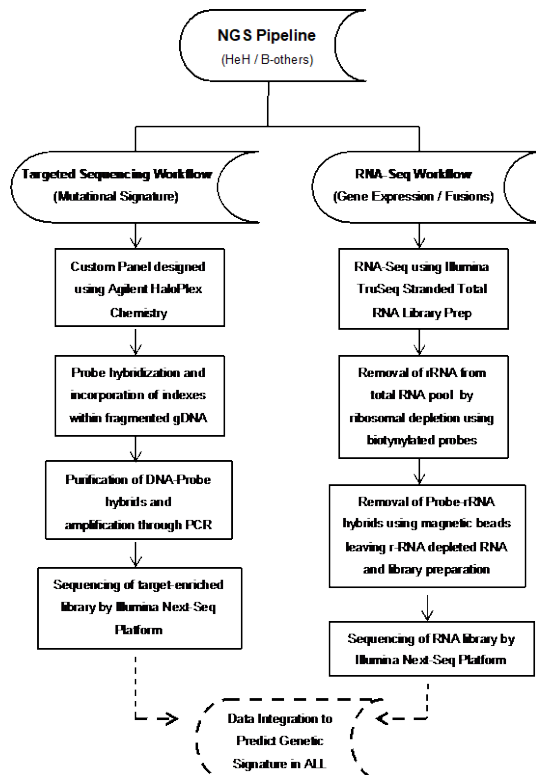 NGS Pipeline
(HeH / B-others)
Targeted Sequencing Workflow
(Mutational Signature)
Custom Panel designed
using Agilent HaloPlex
Chemistry
Probe hybridization and
incorporation of indexes
within fragmented gDNA
Purification of DNA-Probe
hybrids and
amplification through PCR
Sequencing of target-enriched
library by Illumina Next-Seq
Platform
RNA-Seq Workflow
(Gene Expression / Fusions)
RNA-Seq using Illumina
TruSeq Stranded Total
RNA Library Prep
Removal of rRNA from
total RNA pool by
ribosomal depletion using
biotynylated probes
Removal of Probe-rRNA
hybrids using magnetic beads
leaving r-RNA depleted RNA
and library preparation
Sequencing of RNA library by
Illumina Next-Seq Platform
Data Integration to
Predict Genetic
Signature in ALL